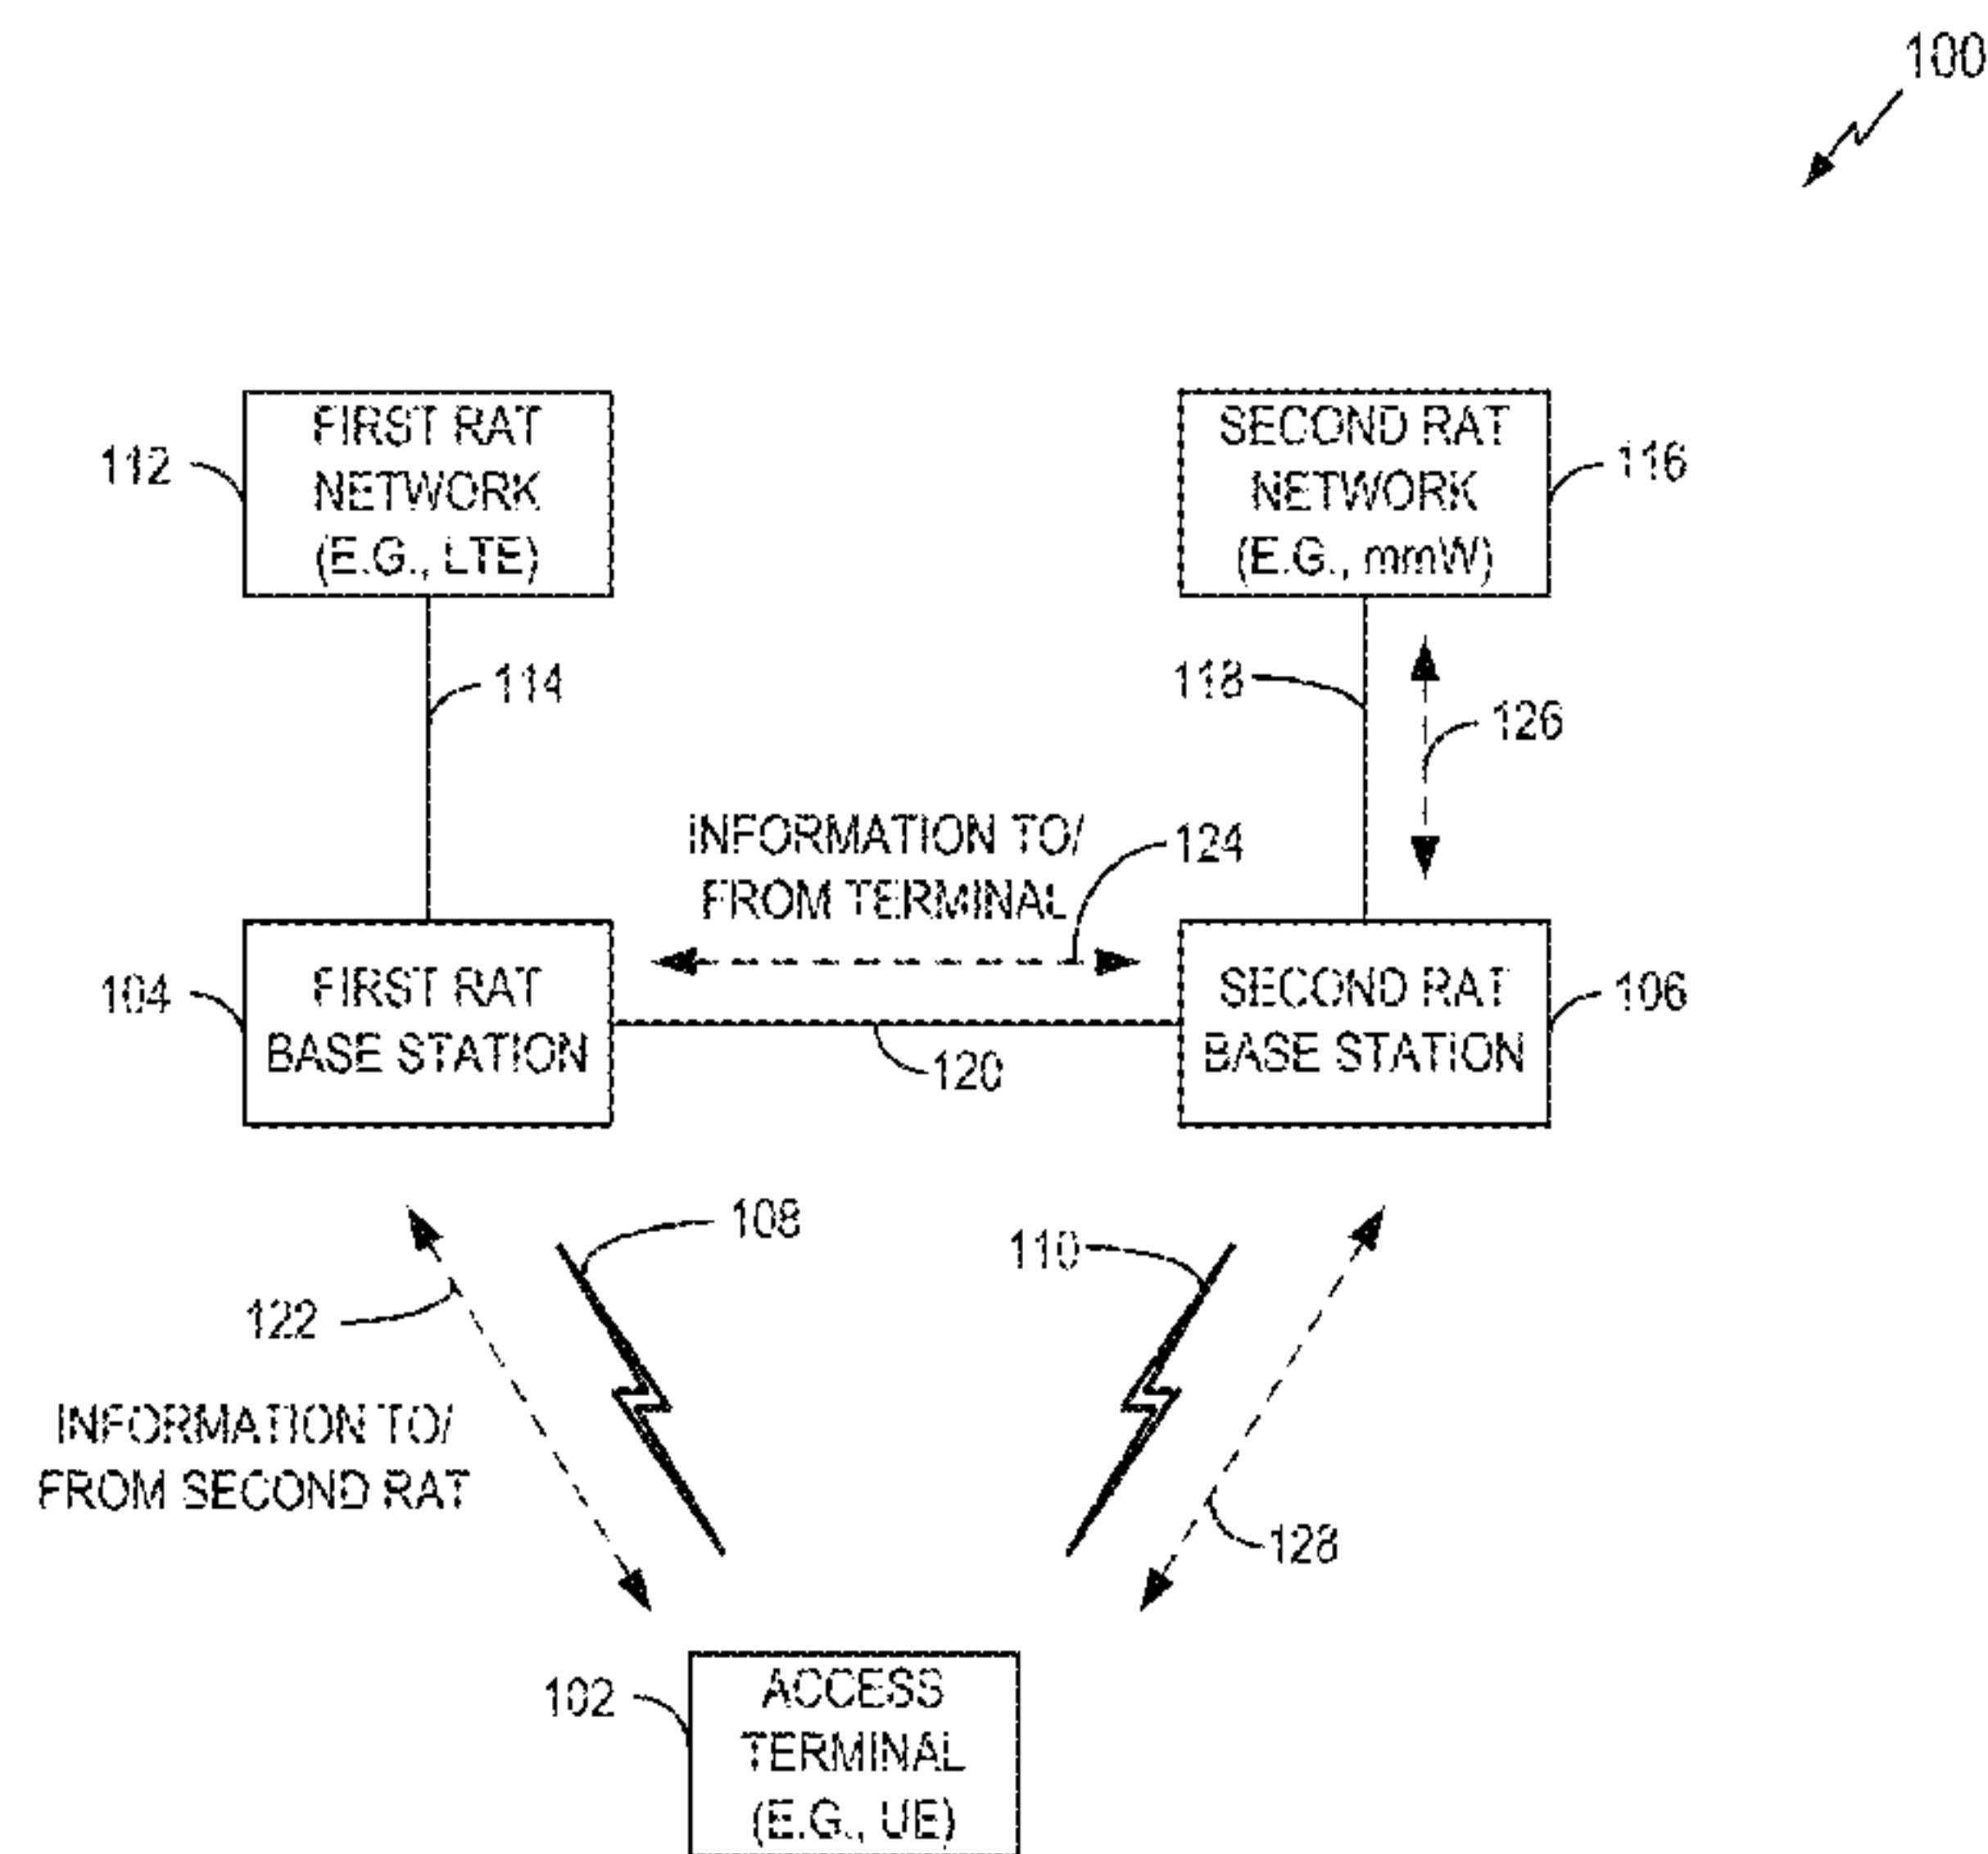 100
FIRST RAT
NETWORK
(E.G., LTE)
112
SECOND RAT
NETWORK
(E.G., mmW)
116
114
118
126
INFORMATION TO/
FROM TERMINAL
124
FIRST RAT
BASE STATION
104
SECOND RAT
BASE STATION
106
120
108
110
122
INFORMATION TO/
FROM SECOND RAT
128
102
ACCESS
TERMINAL
(E.G., UE)